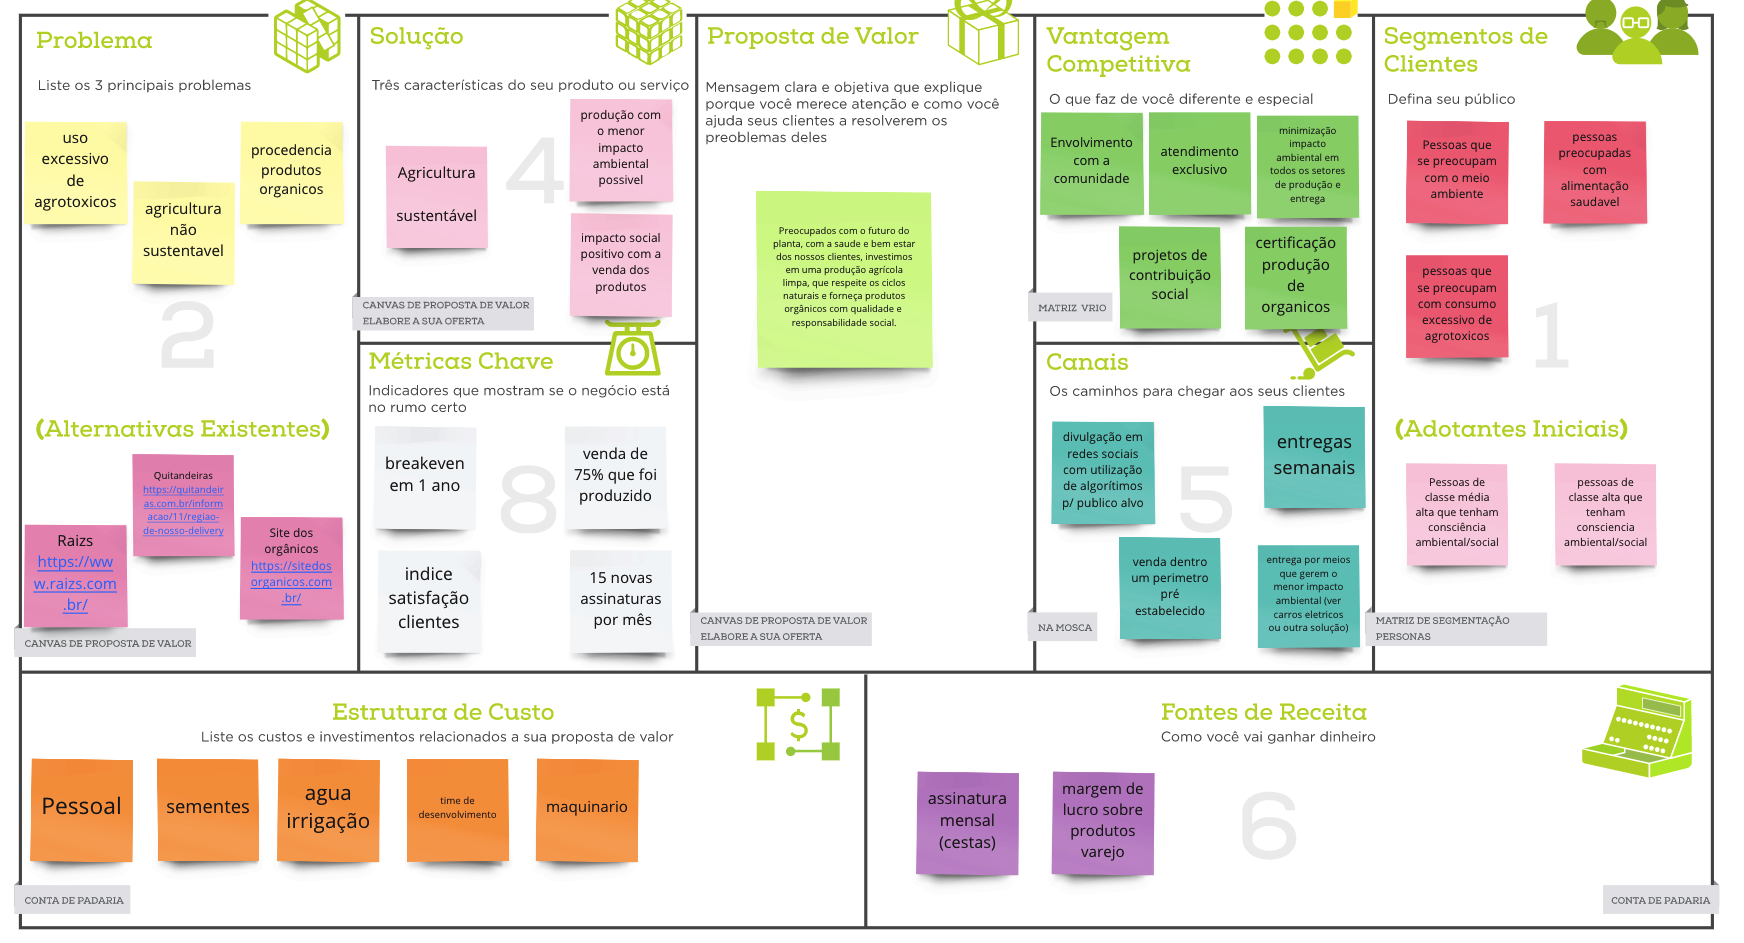 Problema
Liste os 3 principais problemas
uso
excessivo
de
agrotoxicos
agricultura
não
sustentavel
procedencia
produtos
organicos
2
(Alternativas Existentes)
Raizs
https://ww
w.raizs.com
.br/
Quitandeiras
https://quitandeir
as.com.br/inform
acao/11/regiao-
de-nosso-delivery
Site dos
orgânicos
https://sitedos
organicos.com
.br/
CANVAS DE PROPOSTA DE VALOR
Solução
Três características do seu produto ou serviço
Agricultura
sustentável
4
produção com
o menor
impacto
ambiental
possivel
impacto social
positivo com a
venda dos
produtos
CANVAS DE PROPOSTA DE VALOR
ELABORE A SUA OFERTA
Métricas Chave
Indicadores que mostram se o negócio está
no rumo certo
breakeven
em 1 ano
8
venda de
75% que foi
produzido
indice
satisfação
clientes
15 novas
assinaturas
por mês
Proposta de Valor
Mensagem clara e objetiva que explique
porque você merece atenção e como você
ajuda seus clientes a resolverem os
preoblemas deles
Preocupados com o futuro do
planta, com a saude e bem estar
dos nossos clientes, investimos
em uma produção agrícola
limpa, que respeite os ciclos
naturais e forneça produtos
orgânicos com qualidade e
responsabilidade social.
CANVAS DE PROPOSTA DE VALOR
ELABORE A SUA OFERTA
Vantagem
Competitiva
O que faz de você diferente e especial
Envolvimento
com a
comunidade
atendimento
exclusivo
minimização
impacto
ambiental em
todos os setores
de produção e
entrega
projetos de
contribuição
social
certificação
produção
de
organicos
MATRIZ VRIO
Canais
Os caminhos para chegar aos seus clientes
divulgação em
redes sociais
com utilização
de algorítimos
p/ publico alvo
5
entregas
semanais
venda dentro
um perimetro
pré
estabelecido
entrega por meios
que gerem o
menor impacto
ambiental (ver
carros eletricos
ou outra solução)
NA MOSCA
Segmentos de
Clientes
Defina seu público
Pessoas que
se preocupam
com o meio
ambiente
pessoas
preocupadas
com
alimentação
saudavel
pessoas que
se preocupam
com consumo
excessivo de
agrotoxicos
1
(Adotantes Iniciais)
Pessoas de
classe média
alta que tenham
consciência
ambiental/social
pessoas de
classe alta que
tenham
consciencia
ambiental/social
MATRIZ DE SEGMENTAÇÃO
PERSONAS
Estrutura de Custo
Liste os custos e investimentos relacionados a sua proposta de valor
$
Pessoal
sementes
agua
irrigação
time de
desenvolvimento
maquinario
CONTA DE PADARIA
Fontes de Receita
Como você vai ganhar dinheiro
assinatura
mensal
(cestas)
margem de
lucro sobre
produtos
varejo
6
CONTA DE PADARIA